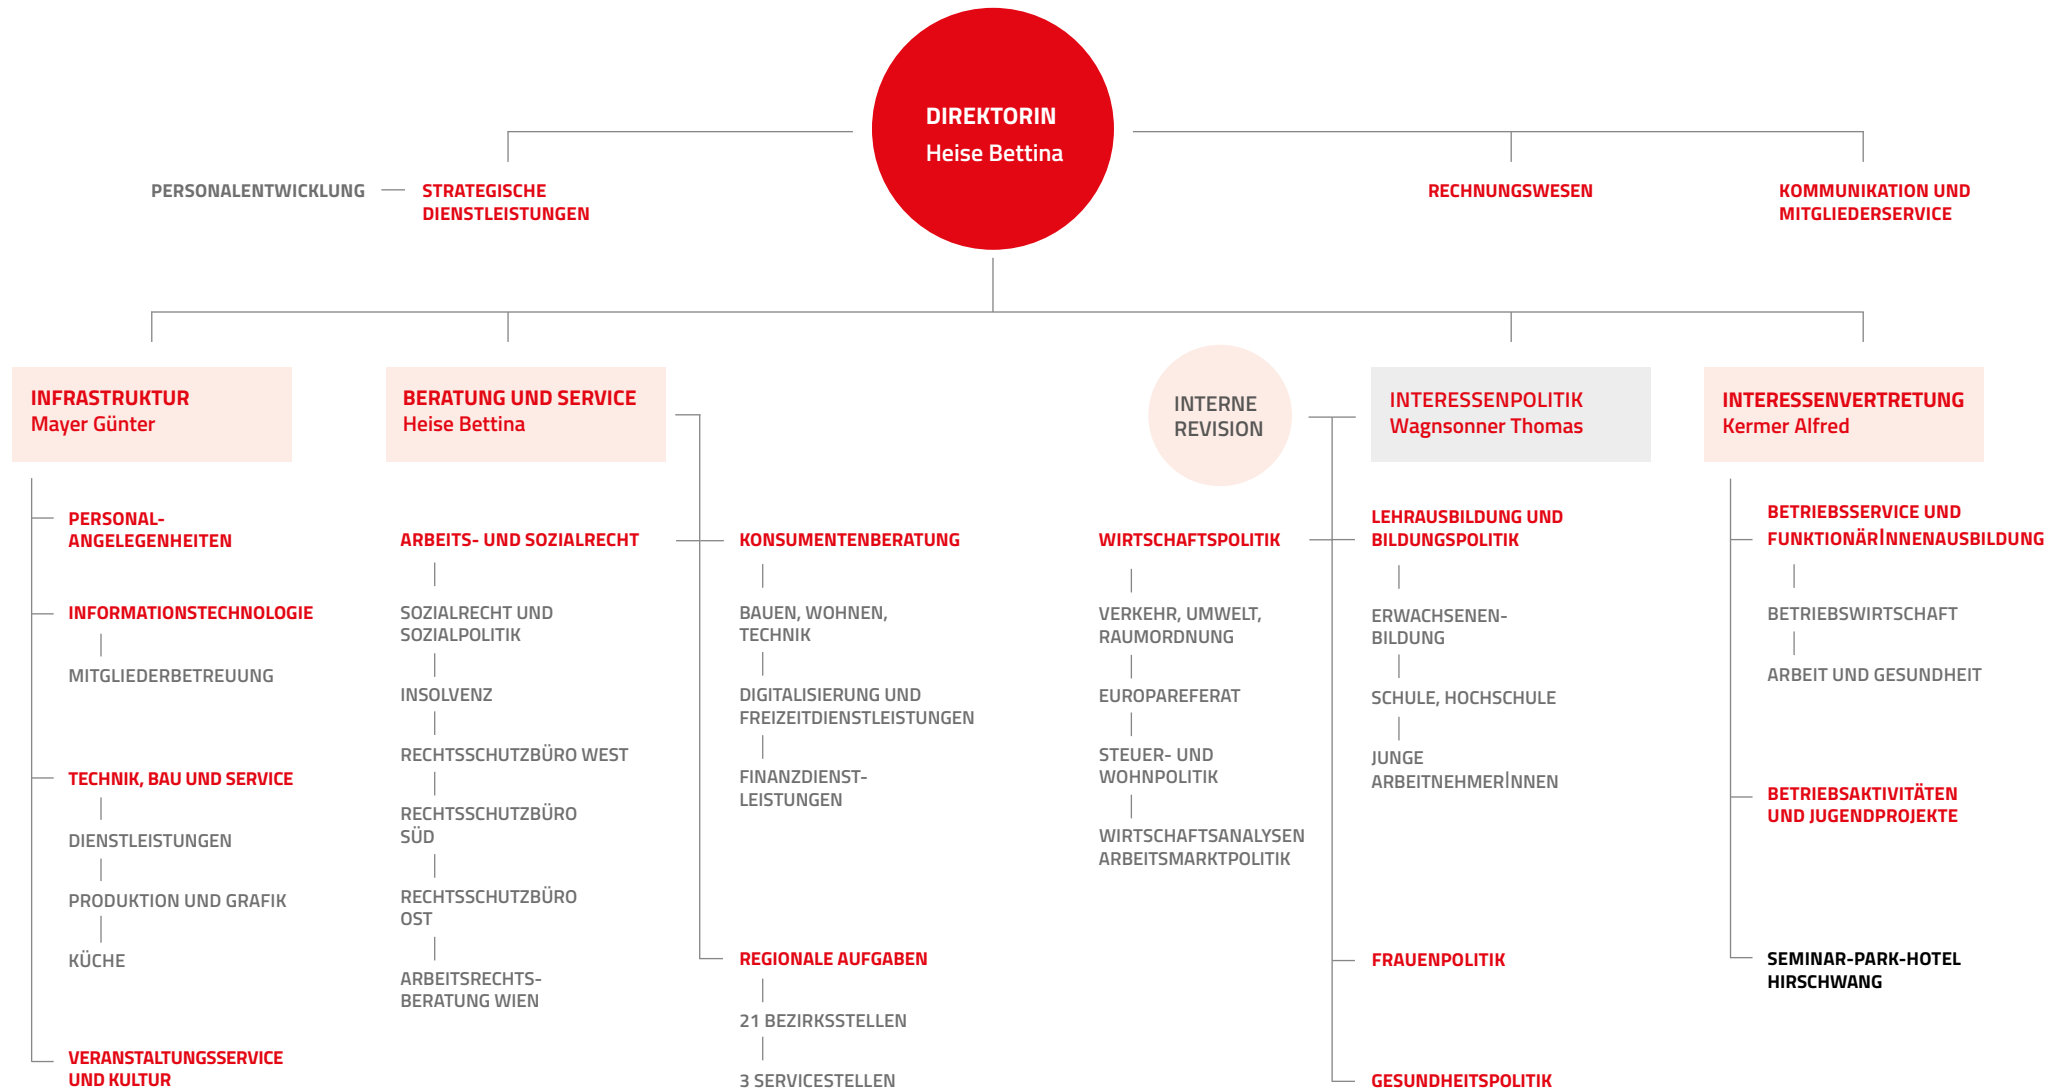 DIREKTORIN
Heise Bettina
PERSONALENTWICKLUNG
STRATEGISCHE
DIENSTLEISTUNGEN
RECHNUNGSWESEN
KOMMUNIKATION UND
MITGLIEDERSERVICE
INFRASTRUKTUR
Mayer Günter
PERSONAL-
ANGELEGENHEITEN
INFORMATIONSTECHNOLOGIE
MITGLIEDERBETREUUNG
TECHNIK, BAU UND SERVICE
DIENSTLEISTUNGEN
PRODUKTION UND GRAFIK
KÜCHE
VERANSTALTUNGSSERVICE
UND KULTUR
BERATUNG UND SERVICE
Heise Bettina
ARBEITS- UND SOZIALRECHT
SOZIALRECHT UND
SOZIALPOLITIK
INSOLVENZ
RECHTSSCHUTZBÜRO WEST
RECHTSSCHUTZBÜRO
SÜD
RECHTSSCHUTZBÜRO
OST
ARBEITSRECHTS-
BERATUNG WIEN
KONSUMENTENBERATUNG
BAUEN, WOHNEN,
TECHNIK
DIGITALISIERUNG UND
FREIZEITDIENSTLEISTUNGEN
FINANZDIENST-
LEISTUNGEN
REGIONALE AUFGABEN
21 BEZIRKSSTELLEN
3 SERVICESTELLEN
INTERNE
REVISION
INTERESSENPOLITIK
Wagnsonner Thomas
WIRTSCHAFTSPOLITIK
VERKEHR, UMWELT,
RAUMORDNUNG
EUROPAREFERAT
STEUER- UND
WOHNPOLITIK
WIRTSCHAFTSANALYSEN
ARBEITSMARKTPOLITIK
LEHRAUSBILDUNG UND
BILDUNGSPOLITIK
ERWACHSENEN-
BILDUNG
SCHULE, HOCHSCHULE
JUNGE
ARBEITNEHMERINNEN
FRAUENPOLITIK
GESUNDHEITSPOLITIK
INTERESSENVERTRETUNG
Kermer Alfred
BETRIEBSSERVICE UND
FUNKTIONÄRINNENAUSBILDUNG
BETRIEBSWIRTSCHAFT
ARBEIT UND GESUNDHEIT
BETRIEBSAKTIVITÄTEN
UND JUGENDPROJEKTE
SEMINAR-PARK-HOTEL
HIRSCHWANG